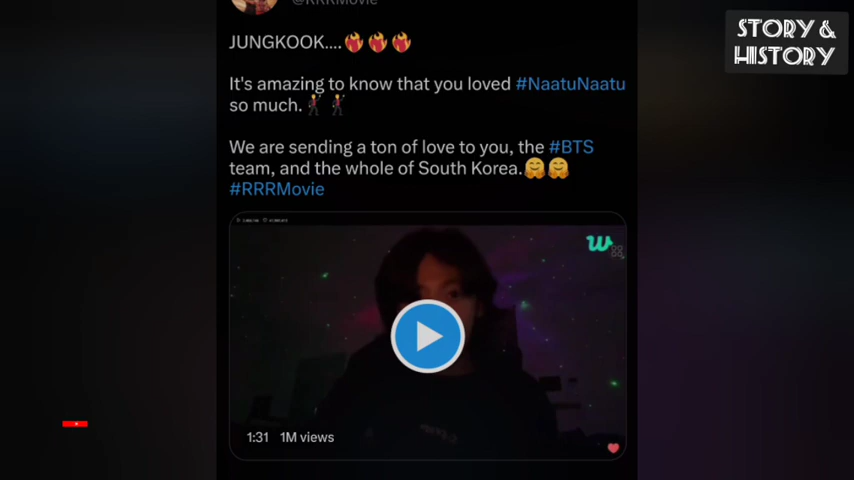 @RRRMovie
STORY &
HISTORY
JUNGKOOK....
It's amazing to know that you loved #NaatuNaatu
so much.
We are sending a ton of love to you, the #BTS
team, and the whole of South Korea.
#RRRMovie
W
1:31 1M views